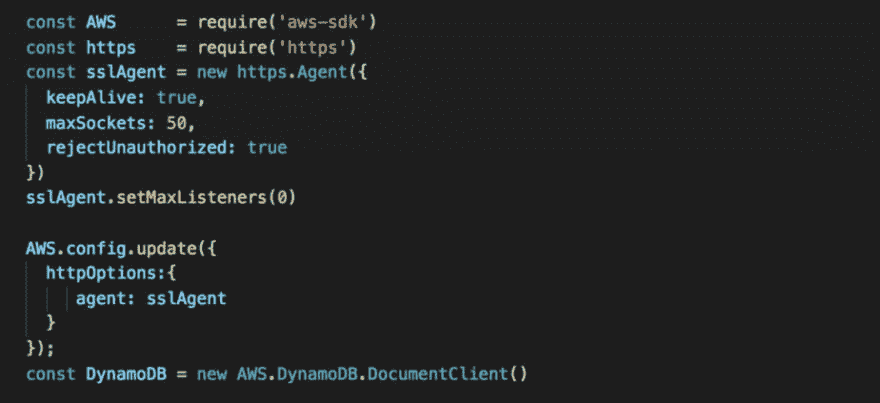 const AWS      = require('aws-sdk')
const https    = require('https')
const sslAgent = new https.Agent({
  keepAlive: true,
  maxSockets: 50,
  rejectUnauthorized: true
})
sslAgent.setMaxListeners(0)

AWS.config.update({
  httpOptions:{
     agent: sslAgent
  }
});
const DynamoDB = new AWS.DynamoDB.DocumentClient()